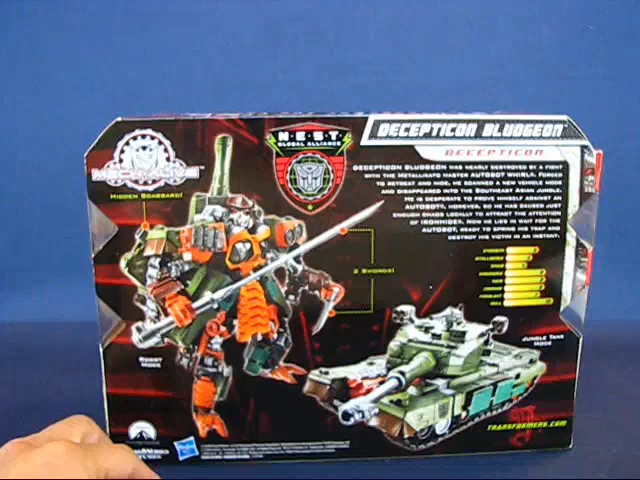 DECEPTICON BLUDGEON™
DECEPTICON
DECEPTICON BLUDGEON WAS NEARLY DESTROYED BY A FIGHT
WITH THE METALLIKATO MASTER AUTOBOT WHIRL. FORCED
TO RETREAT AND HIDE, HE SCANNED A NEW VEHICLE MODE
AND DISAPPEARED INTO THE SOUTHEAST ASIAN JUNGLE.
HE IS DESPERATE TO PROVE HIMSELF AGAINST AN
AUTOBOT, HOWEVER, SO HE HAS CAUSED JUST
ENOUGH CHAOS LOCALLY TO ATTRACT THE ATTENTION
OF IRONHIDE. NOW HE LIES IN WAIT FOR THE
AUTOBOT, READY TO SPRING HIS TRAP AND
DESTROY HIS VICTIM IN AN INSTANT.
N·E·S·T
GLOBAL ALLIANCE
MECH ALIVE™
HIDDEN SCABBARD!
2 SWORDS!
ROBOT
MODE
JUNGLE TANK
MODE
TRANSFORMERS.COM
Hasbro